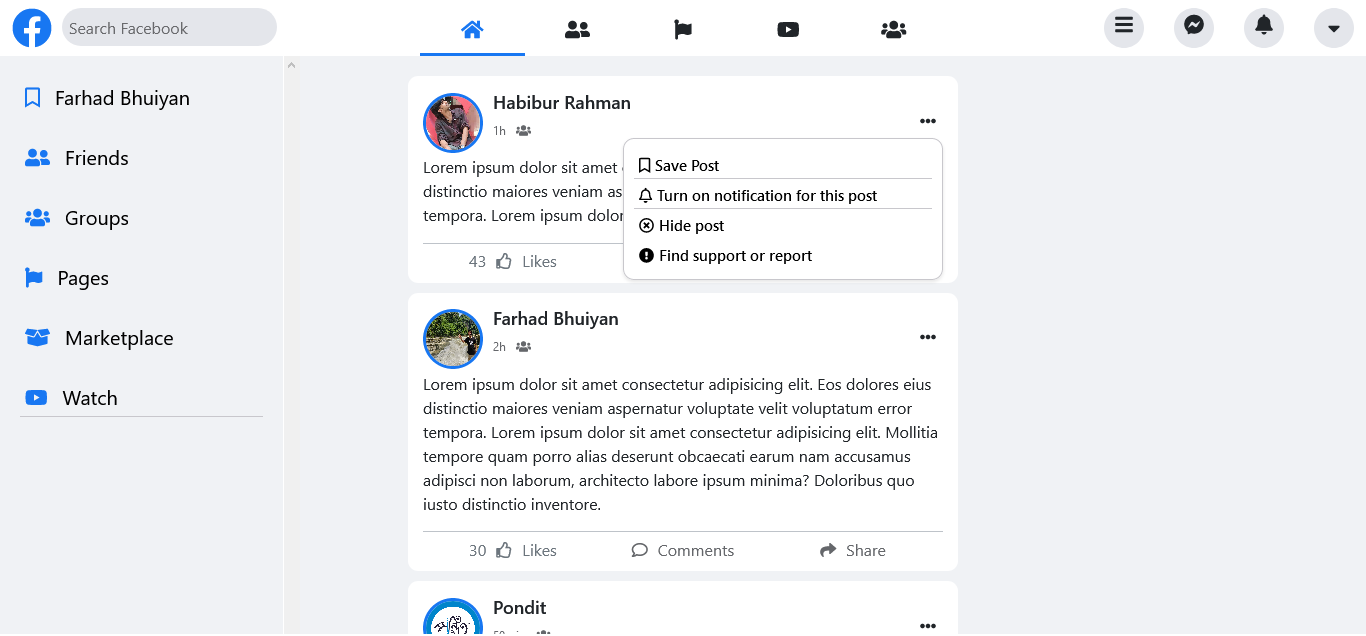 Search Facebook
Farhad Bhuiyan
Friends
Groups
Pages
Marketplace
Watch
Habibur Rahman
1h
Lorem ipsum dolor sit amet
distinctio maiores veniam as
tempora. Lorem ipsum dolor
Save Post
Turn on notification for this post
Hide post
Find support or report
43 Likes
Farhad Bhuiyan
2h
Lorem ipsum dolor sit amet consectetur adipisicing elit. Eos dolores eius
distinctio maiores veniam aspernatur voluptate velit voluptatum error
tempora. Lorem ipsum dolor sit amet consectetur adipisicing elit. Mollitia
tempore quam porro alias deserunt obcaecati earum nam accusamus
adipisci non laborum, architecto labore ipsum minima? Doloribus quo
iusto distinctio inventore.
30 Likes Comments Share
Pondit